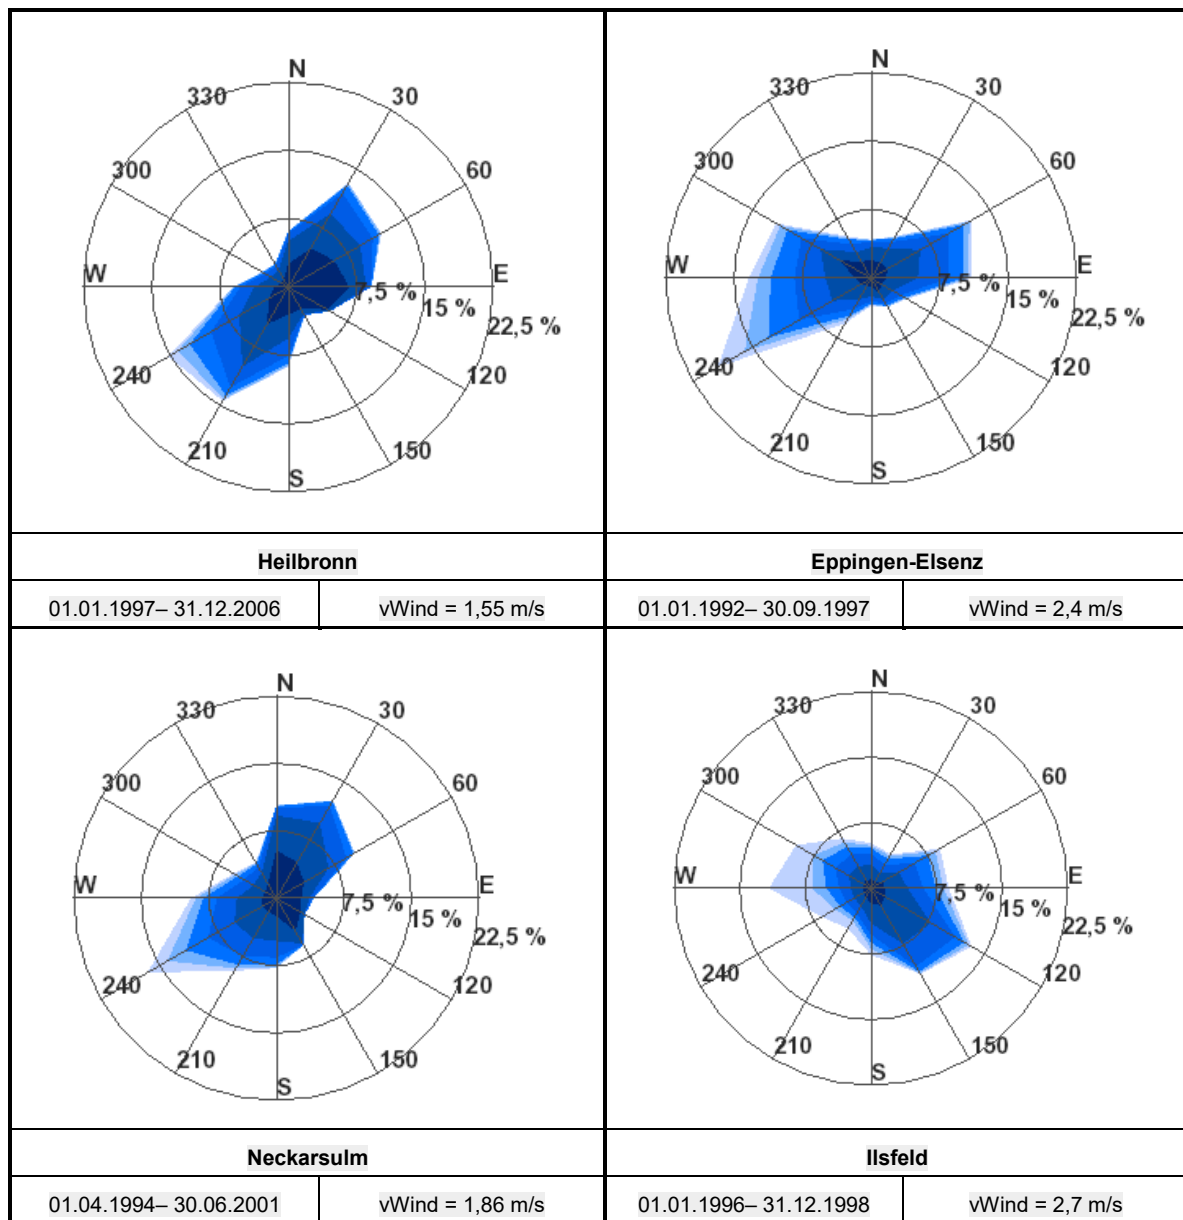 N
330
30
300
60
W
E
7,5 %
15 %
22,5 %
240
120
210
150
S
N
330
30
300
60
W
E
7,5 %
15 %
22,5 %
240
120
210
150
S
Heilbronn
Eppingen-Elsenz
01.01.1997– 31.12.2006
vWind = 1,55 m/s
01.01.1992– 30.09.1997
vWind = 2,4 m/s
N
330
30
300
60
W
E
7,5 %
15 %
22,5 %
240
120
210
150
S
N
330
30
300
60
W
E
7,5 %
15 %
22,5 %
240
120
210
150
S
Neckarsulm
Ilsfeld
01.04.1994– 30.06.2001
vWind = 1,86 m/s
01.01.1996– 31.12.1998
vWind = 2,7 m/s